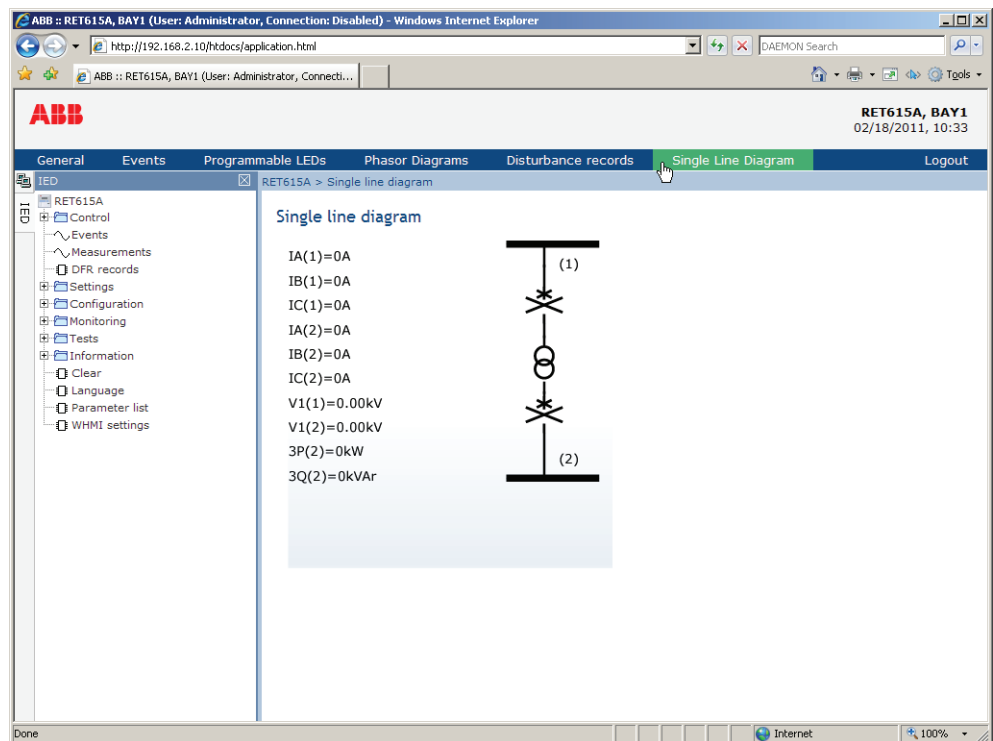 ABB :: RET615A, BAY1 (User: Administrator, Connection: Disabled) - Windows Internet Explorer
http://192.168.2.10/htdocs/application.html
DAEMON Search
ABB :: RET615A, BAY1 (User: Administrator, Connecti...
Tools
ABB
RET615A, BAY1
02/18/2011, 10:33
General Events Programmable LEDs Phasor Diagrams Disturbance records Single Line Diagram Logout
IED
IED
RET615A > Single line diagram
RET615A
Control
Events
Measurements
DFR records
Settings
Configuration
Monitoring
Tests
Information
Clear
Language
Parameter list
WHMI settings
Single line diagram
IA(1)=0A
IB(1)=0A
IC(1)=0A
IA(2)=0A
IB(2)=0A
IC(2)=0A
V1(1)=0.00kV
V1(2)=0.00kV
3P(2)=0kW
3Q(2)=0kVAr
(1)
(2)
Done
Internet
100%